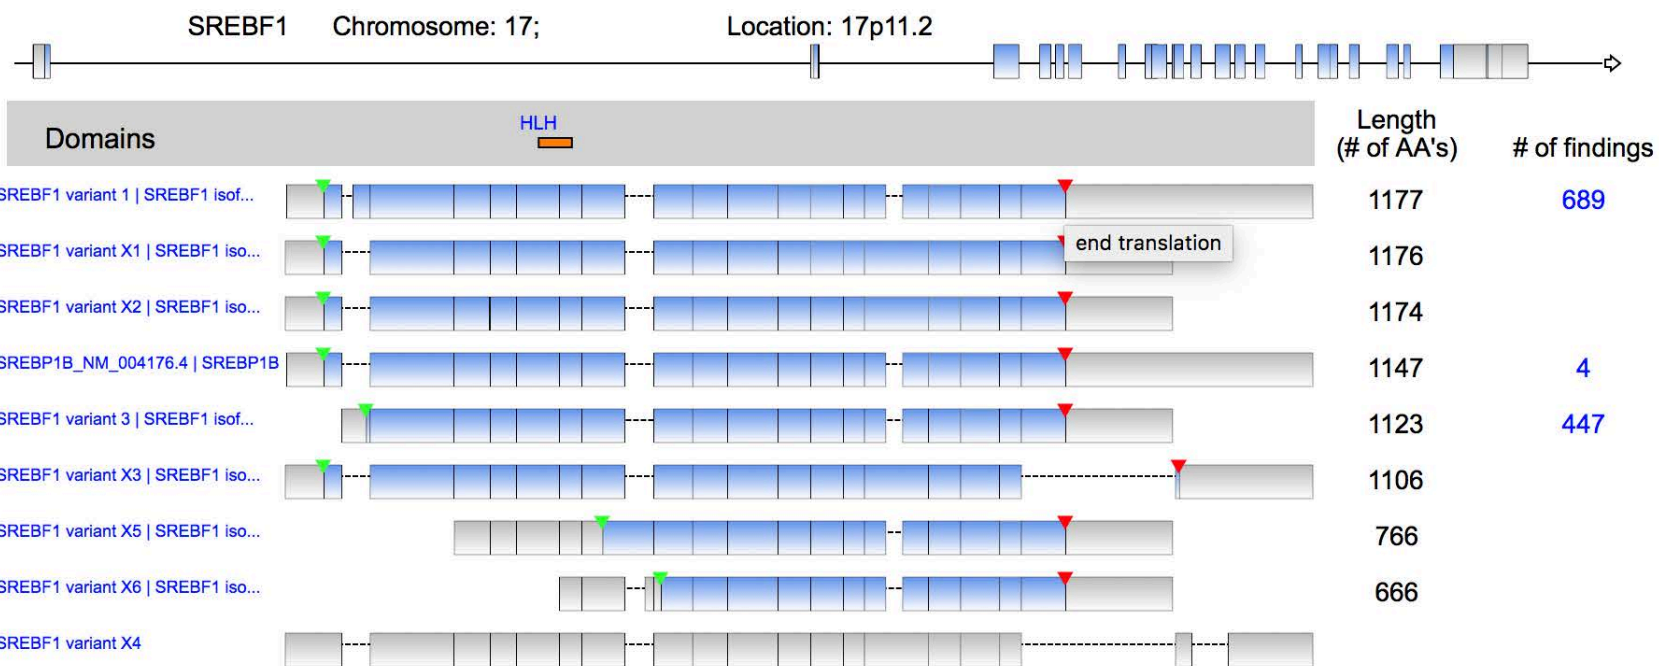 SREBF1 Chromosome: 17; Location: 17p11.2
Domains HLH Length (# of AA's) # of findings
SREBF1 variant 1 | SREBF1 isof... 1177 689
SREBF1 variant X1 | SREBF1 iso... end translation 1176
SREBF1 variant X2 | SREBF1 iso... 1174
SREBP1B_NM_004176.4 | SREBP1B 1147 4
SREBF1 variant 3 | SREBF1 isof... 1123 447
SREBF1 variant X3 | SREBF1 iso... 1106
SREBF1 variant X5 | SREBF1 iso... 766
SREBF1 variant X6 | SREBF1 iso... 666
SREBF1 variant X4